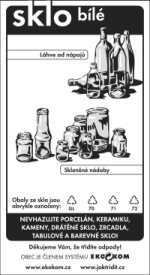 sklo bílé
Láhve od nápojů
Skleněné nádoby
Obaly ze skla jsou
obvykle označeny:
GL 70 71 72
NEVHAZUJTE PORCELÁN, KERAMIKU,
KAMENY, DRÁTĚNÉ SKLO, ZRCADLA,
TABULOVÉ A BAREVNÉ SKLO!
Děkujeme Vám, že třídíte odpady!
OBEC JE ČLENEM SYSTÉMU EKOKOM
www.ekokom.cz www.jaktridit.cz